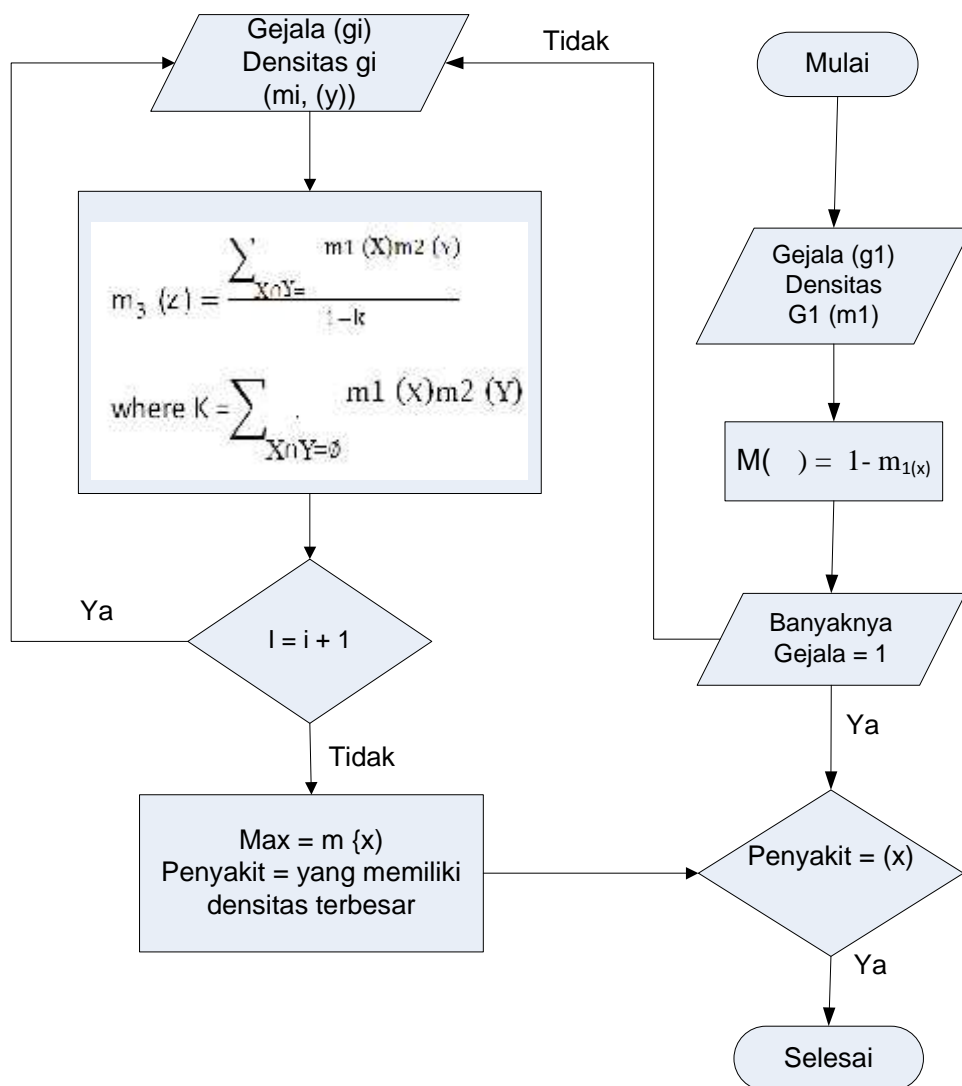 Mulai
Gejala (g1)
Densitas
G1 (m1)
M(   ) = 1- m1(x)
Banyaknya
Gejala = 1
Tidak
Ya
Gejala (gi)
Densitas gi
(mi, (y))
m3 (z) = ∑X∩Y= m1 (X)m2 (Y)
1-k
where K = ∑X∩Y=∅ m1 (X)m2 (Y)
I = i + 1
Ya
Tidak
Max = m {x)
Penyakit = yang memiliki
densitas terbesar
Penyakit = (x)
Ya
Selesai